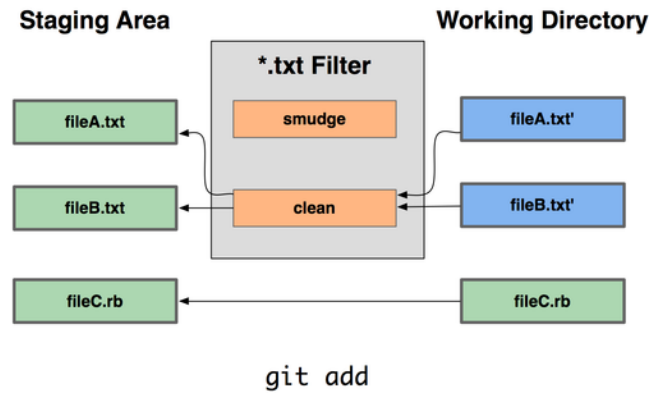 Staging Area
Working Directory
*.txt Filter
fileA.txt
smudge
fileA.txt'
fileB.txt
clean
fileB.txt'
fileC.rb
fileC.rb
git add